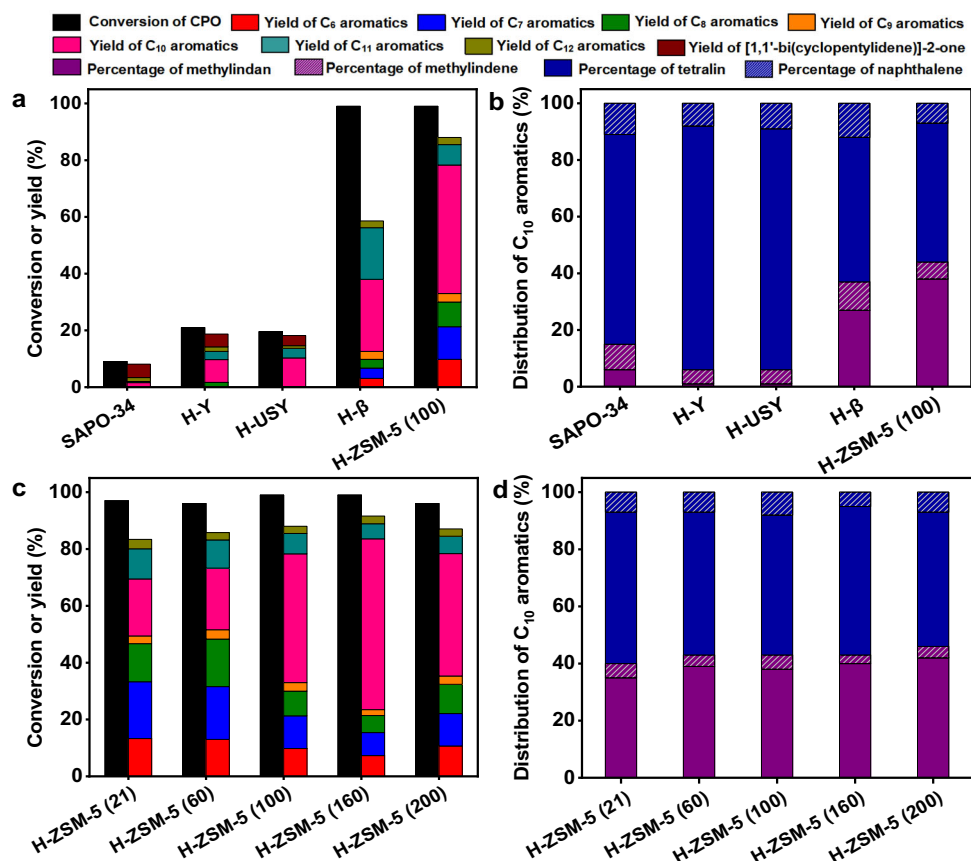 Conversion of CPO Yield of C6 aromatics Yield of C7 aromatics Yield of C8 aromatics Yield of C9 aromatics
Yield of C10 aromatics Yield of C11 aromatics Yield of C12 aromatics Yield of [1,1'-bi(cyclopentylidene)]-2-one
Percentage of methylindan Percentage of methylindene Percentage of tetralin Percentage of naphthalene
a
Conversion or yield (%)
100
80
60
40
20
0
SAPO-34
H-Y
H-USY
H-β
H-ZSM-5 (100)
b
Distribution of C10 aromatics (%)
100
80
60
40
20
0
SAPO-34
H-Y
H-USY
H-β
H-ZSM-5 (100)
c
Conversion or yield (%)
100
80
60
40
20
0
H-ZSM-5 (21)
H-ZSM-5 (60)
H-ZSM-5 (100)
H-ZSM-5 (160)
H-ZSM-5 (200)
d
Distribution of C10 aromatics (%)
100
80
60
40
20
0
H-ZSM-5 (21)
H-ZSM-5 (60)
H-ZSM-5 (100)
H-ZSM-5 (160)
H-ZSM-5 (200)